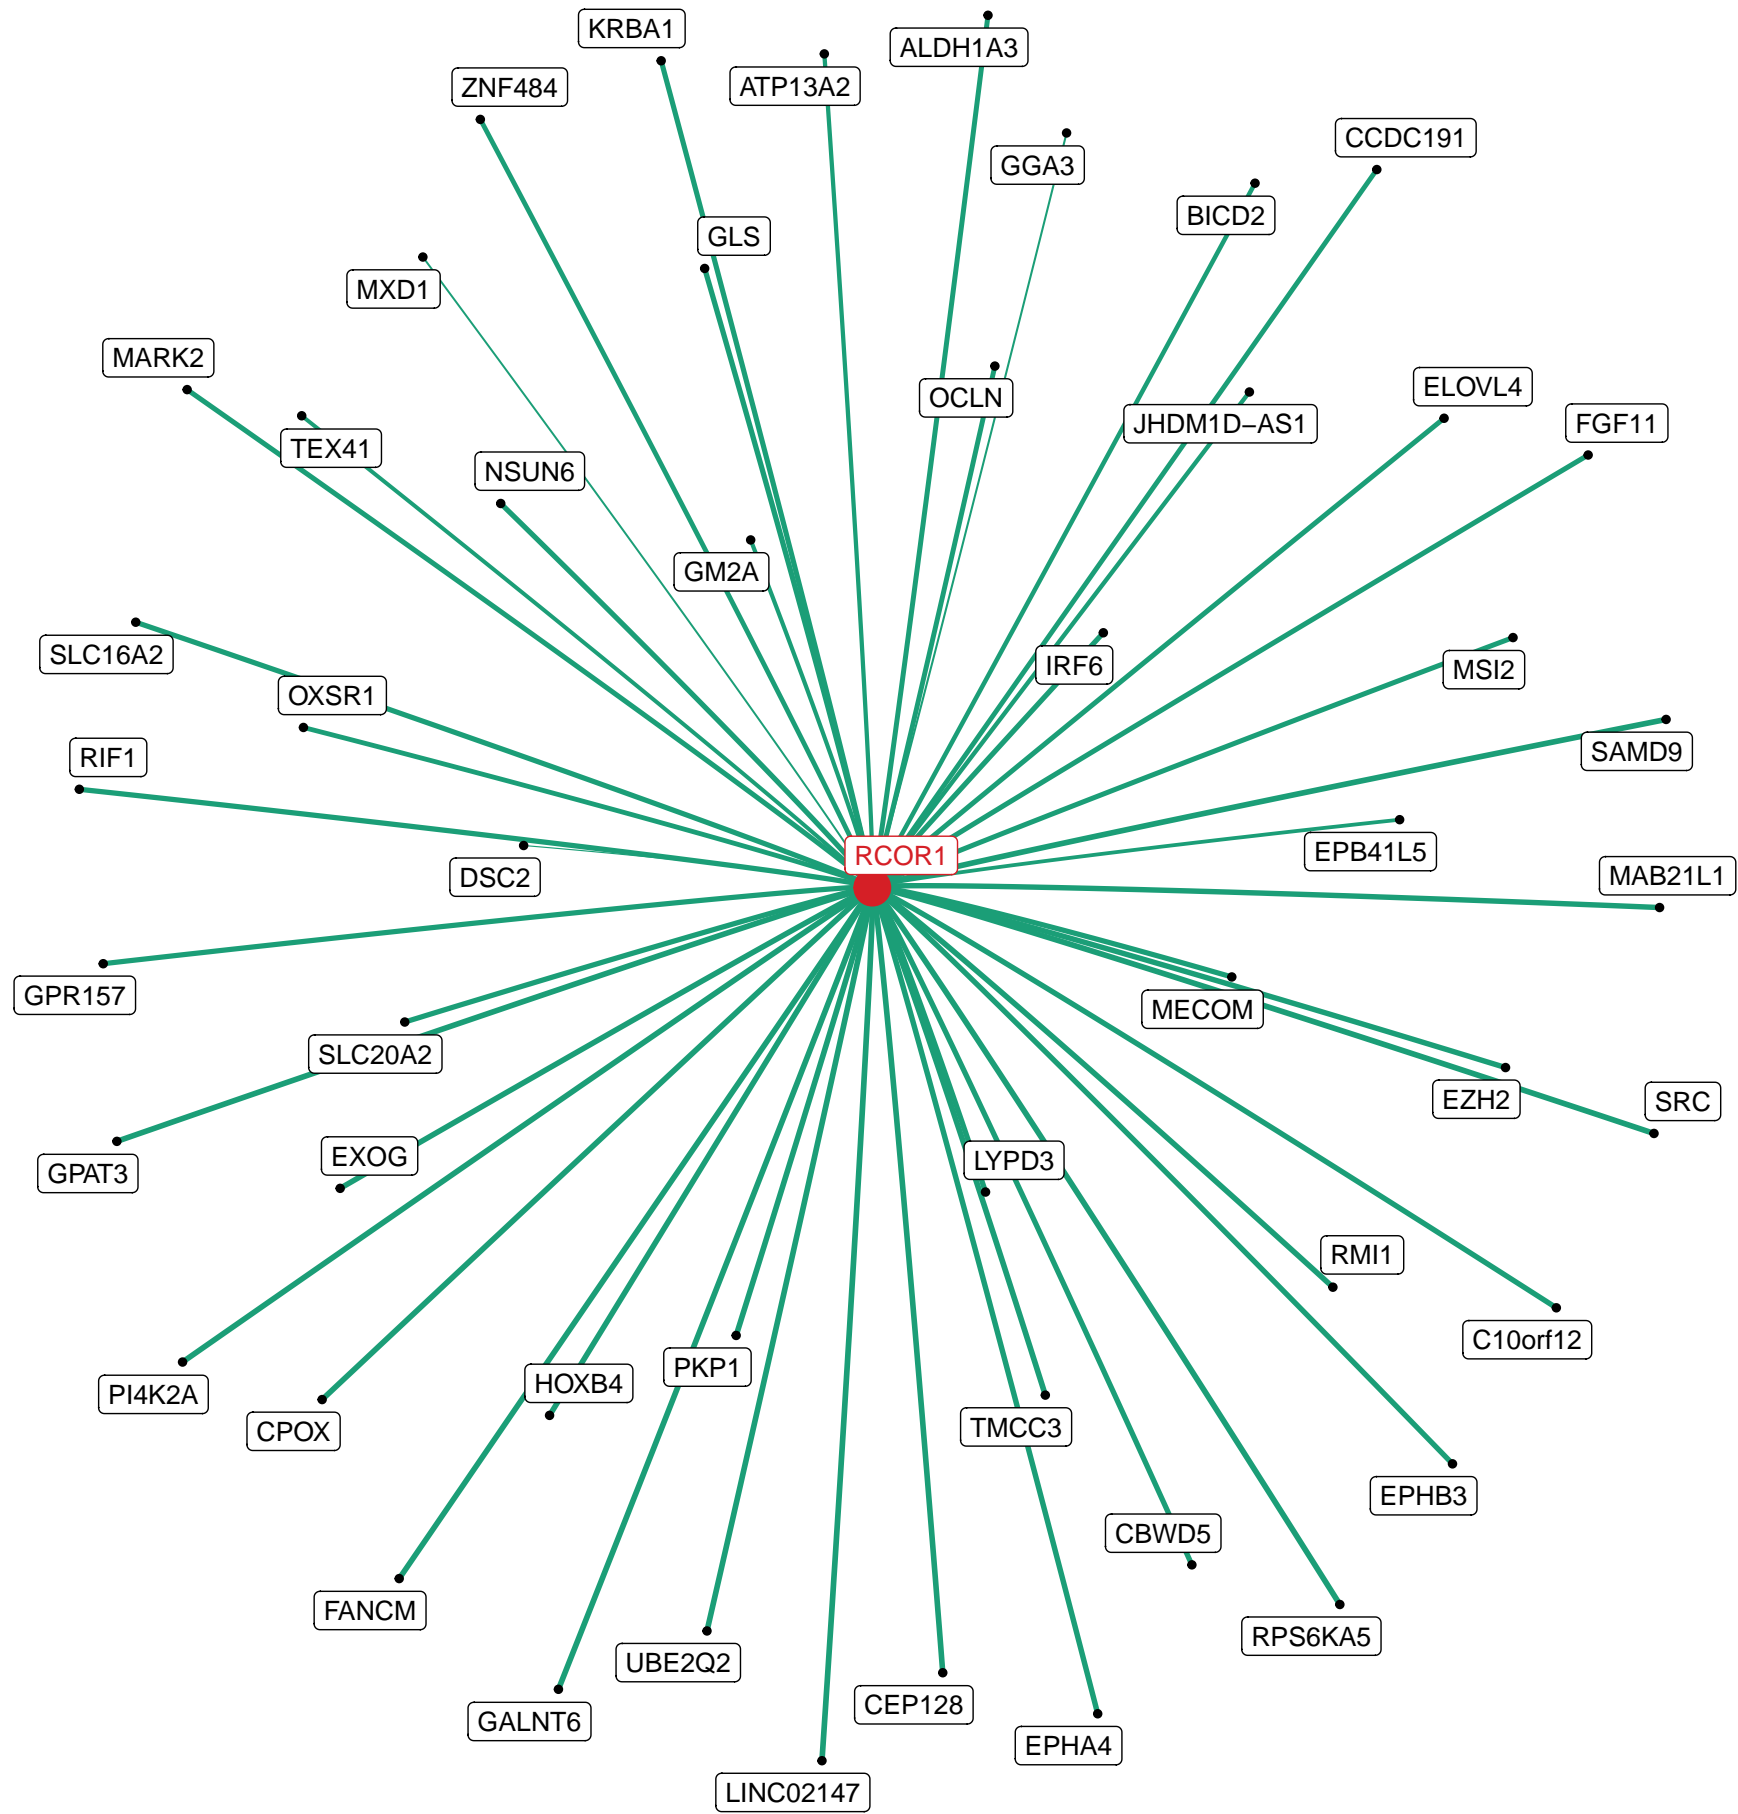 KRBA1
ALDH1A3
ZNF484
ATP13A2
CCDC191
GGA3
BICD2
GLS
MXD1
MARK2
ELOVL4
OCLN
FGF11
JHDM1D–AS1
TEX41
NSUN6
GM2A
SLC16A2
IRF6
MSI2
OXSR1
RIF1
SAMD9
RCOR1
EPB41L5
DSC2
MAB21L1
GPR157
MECOM
SLC20A2
EZH2
SRC
EXOG
LYPD3
GPAT3
RMI1
C10orf12
PKP1
HOXB4
PI4K2A
TMCC3
CPOX
EPHB3
CBWD5
FANCM
RPS6KA5
UBE2Q2
CEP128
GALNT6
EPHA4
LINC02147